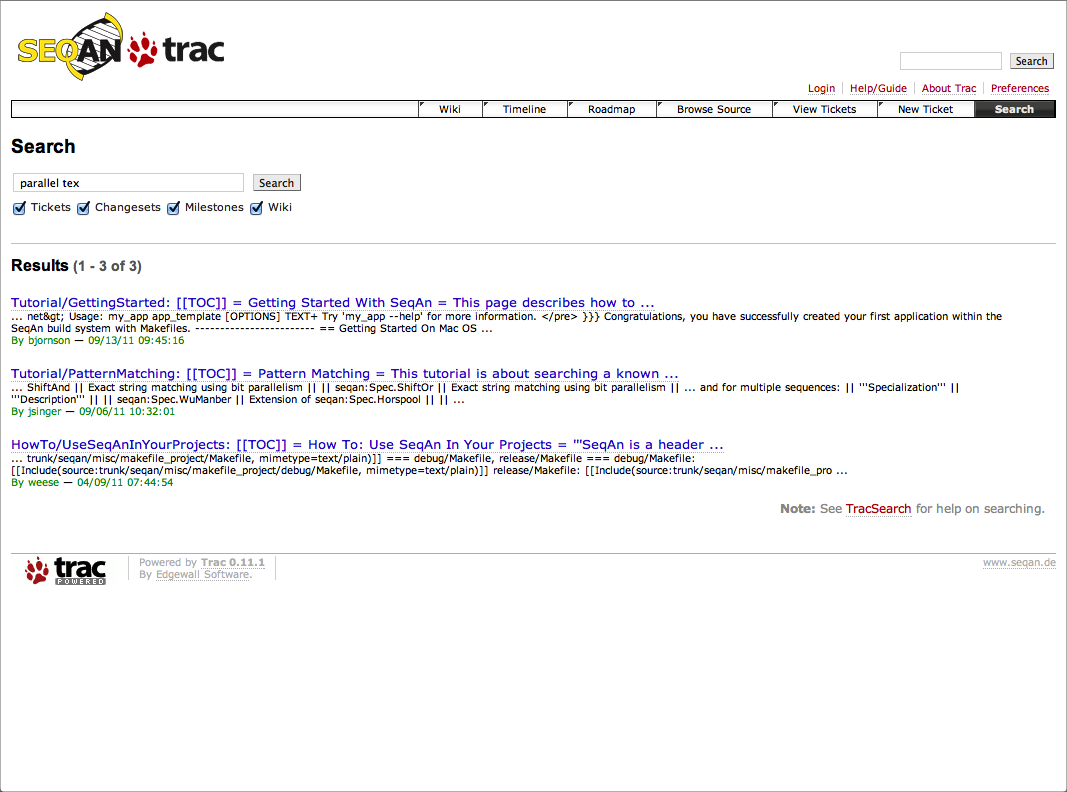 SEQAN trac
Search
Login Help/Guide About Trac Preferences
Wiki Timeline Roadmap Browse Source View Tickets New Ticket Search
Search
parallel tex Search
Tickets Changesets Milestones Wiki
Results (1 - 3 of 3)
Tutorial/GettingStarted: [[TOC]] = Getting Started With SeqAn = This page describes how to ...
... net&gt; Usage: my_app app_template [OPTIONS] TEXT+ Try 'my_app --help' for more information. </pre> }}} Congratulations, you have successfully created your first application within the
SeqAn build system with Makefiles. ------------------------ == Getting Started On Mac OS ...
By bjornson — 09/13/11 09:45:16
Tutorial/PatternMatching: [[TOC]] = Pattern Matching = This tutorial is about searching a known ...
... ShiftAnd || Exact string matching using bit parallelism || || seqan:Spec.ShiftOr || Exact string matching using bit parallelism || ... and for multiple sequences: || '''Specialization''' ||
'''Description''' || || seqan:Spec.WuManber || Extension of seqan:Spec.Horspool || || ...
By jsinger — 09/06/11 10:32:01
HowTo/UseSeqAnInYourProjects: [[TOC]] = How To: Use SeqAn In Your Projects = '''SeqAn is a header ...
... trunk/seqan/misc/makefile_project/Makefile, mimetype=text/plain)]] === debug/Makefile, release/Makefile === debug/Makefile:
[[Include(source:trunk/seqan/misc/makefile_project/debug/Makefile, mimetype=text/plain)]] release/Makefile: [[Include(source:trunk/seqan/misc/makefile_pro ...
By weese — 04/09/11 07:44:54
Note: See TracSearch for help on searching.
trac POWERED
Powered by Trac 0.11.1
By Edgewall Software.
www.seqan.de